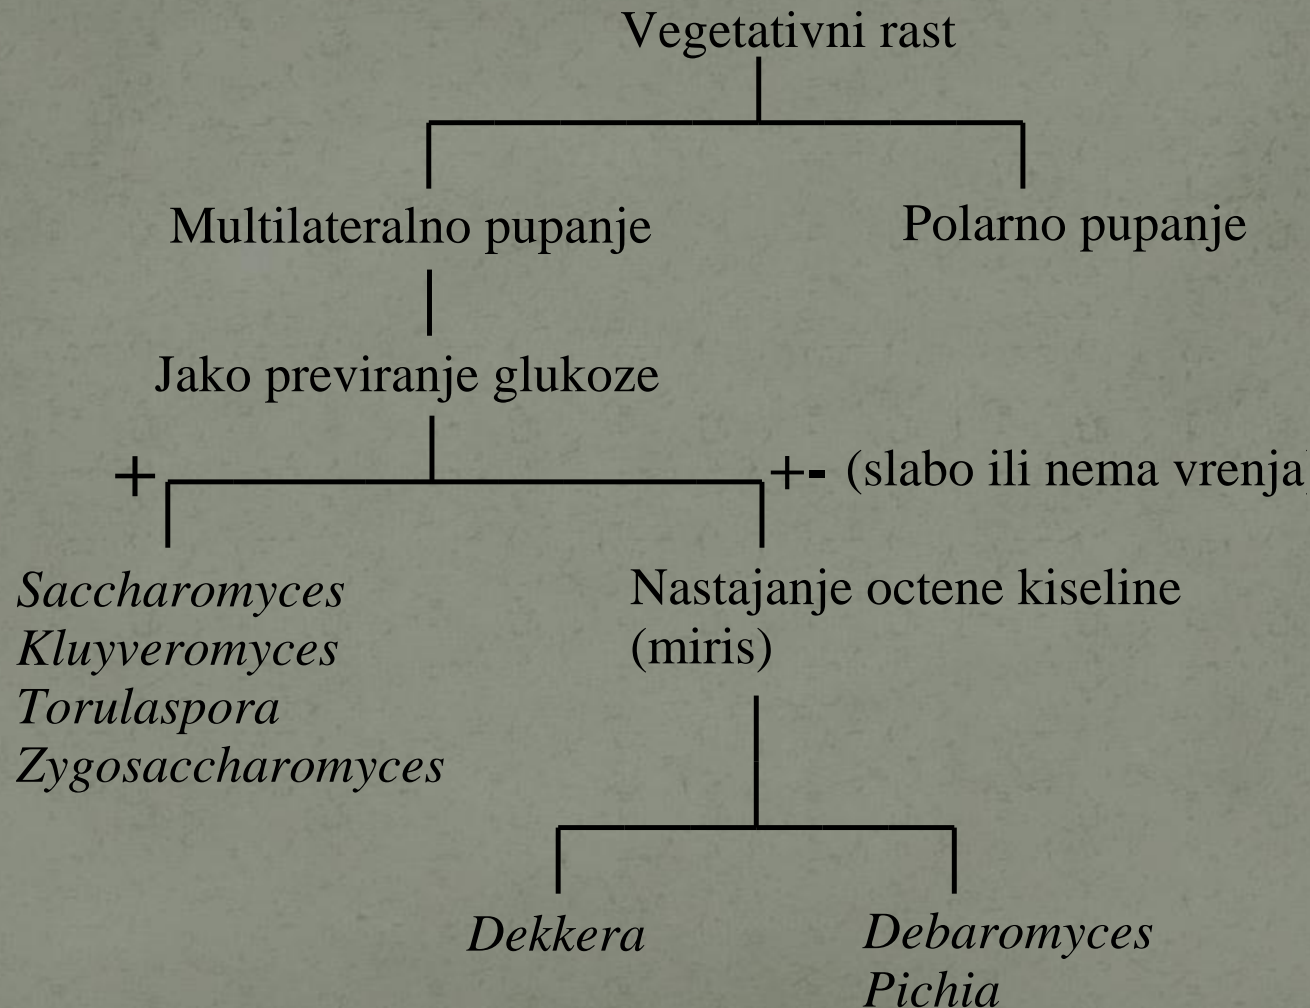 Vegetativni rast
Multilateralno pupanje
Polarno pupanje
Jako previranje glukoze
+
+- (slabo ili nema vrenja)
Saccharomyces
Kluyveromyces
Torulaspora
Zygosaccharomyces
Nastajanje octene kiseline
(miris)
Dekkera
Debaromyces
Pichia